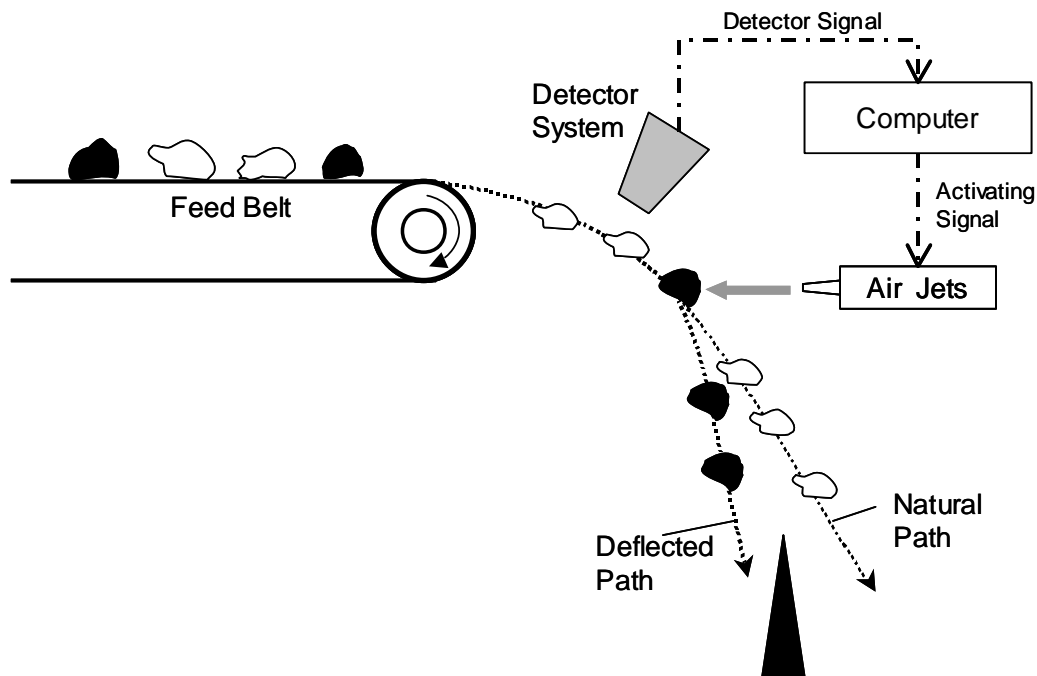 Detector Signal
Detector
System
Computer
Feed Belt
Activating
Signal
Air Jets
Natural
Path
Deflected
Path